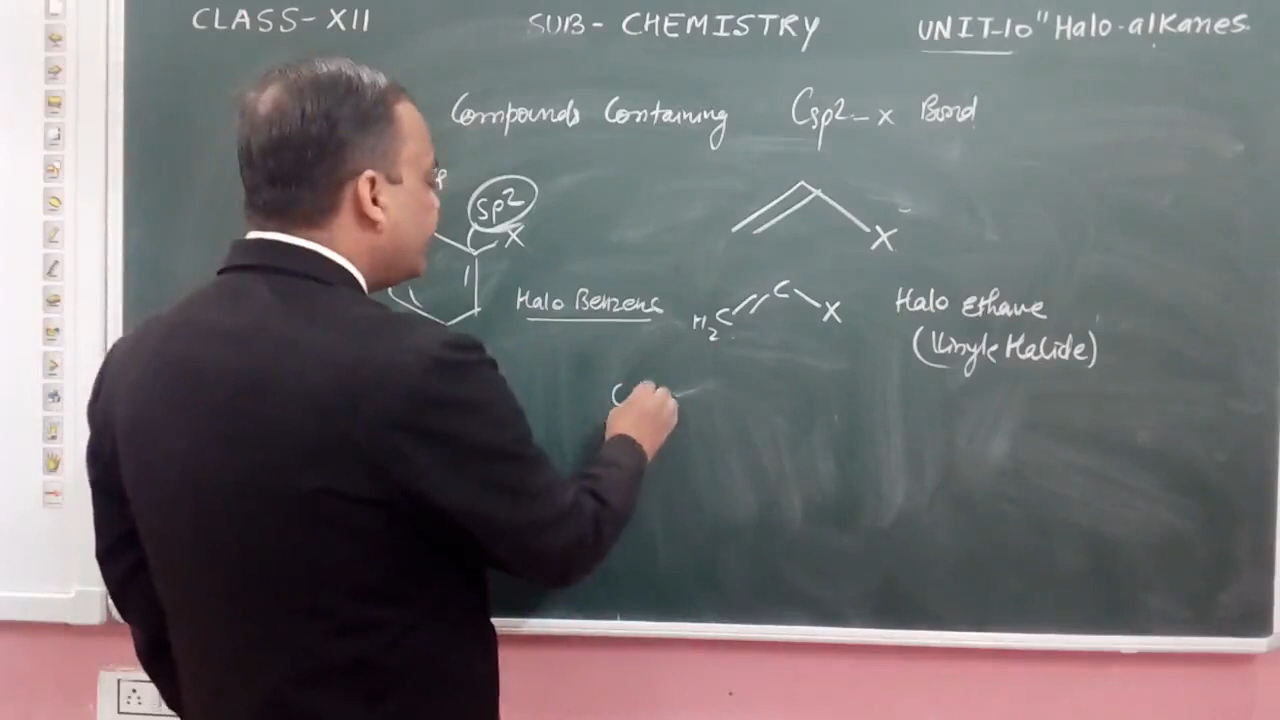 CLASS-XII SUB- CHEMISTRY UNIT-10 "Halo-alkanes
Compounds Containing Csp2-x Bond
sp2
X
X
Halo Benzene
H2C C X
Halo Ethane
(Vinyle Halide)
C